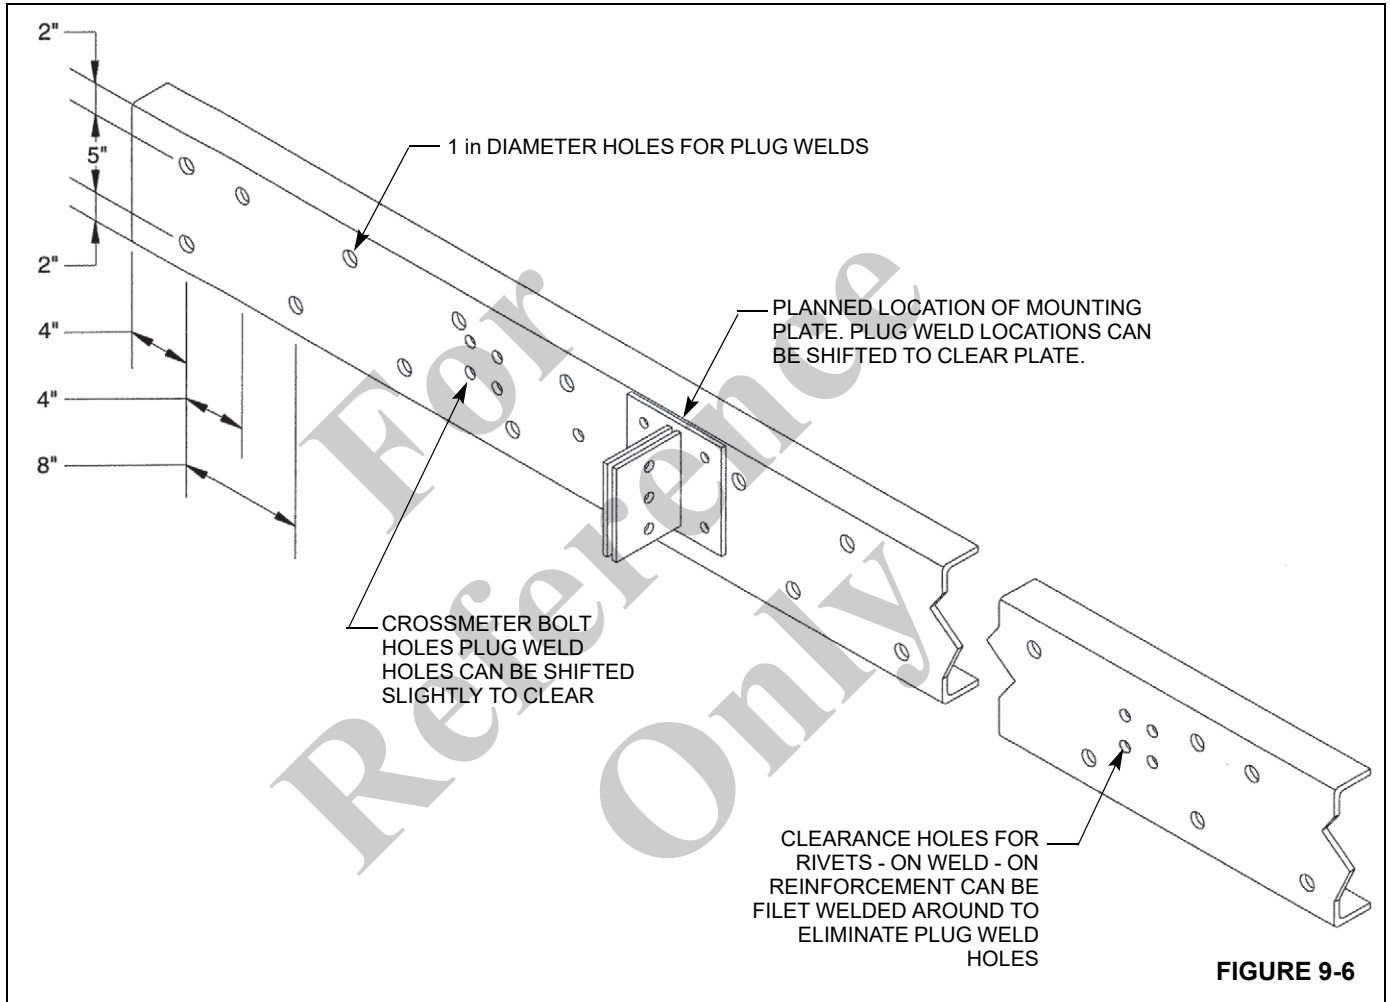 2"
5"
2"
4"
4"
8"
1 in DIAMETER HOLES FOR PLUG WELDS
PLANNED LOCATION OF MOUNTING
PLATE. PLUG WELD LOCATIONS CAN
BE SHIFTED TO CLEAR PLATE.
CROSSMETER BOLT
HOLES PLUG WELD
HOLES CAN BE SHIFTED
SLIGHTLY TO CLEAR
CLEARANCE HOLES FOR
RIVETS - ON WELD - ON
REINFORCEMENT CAN BE
FILET WELDED AROUND TO
ELIMINATE PLUG WELD
HOLES
FIGURE 9-6
For
Reference
Only